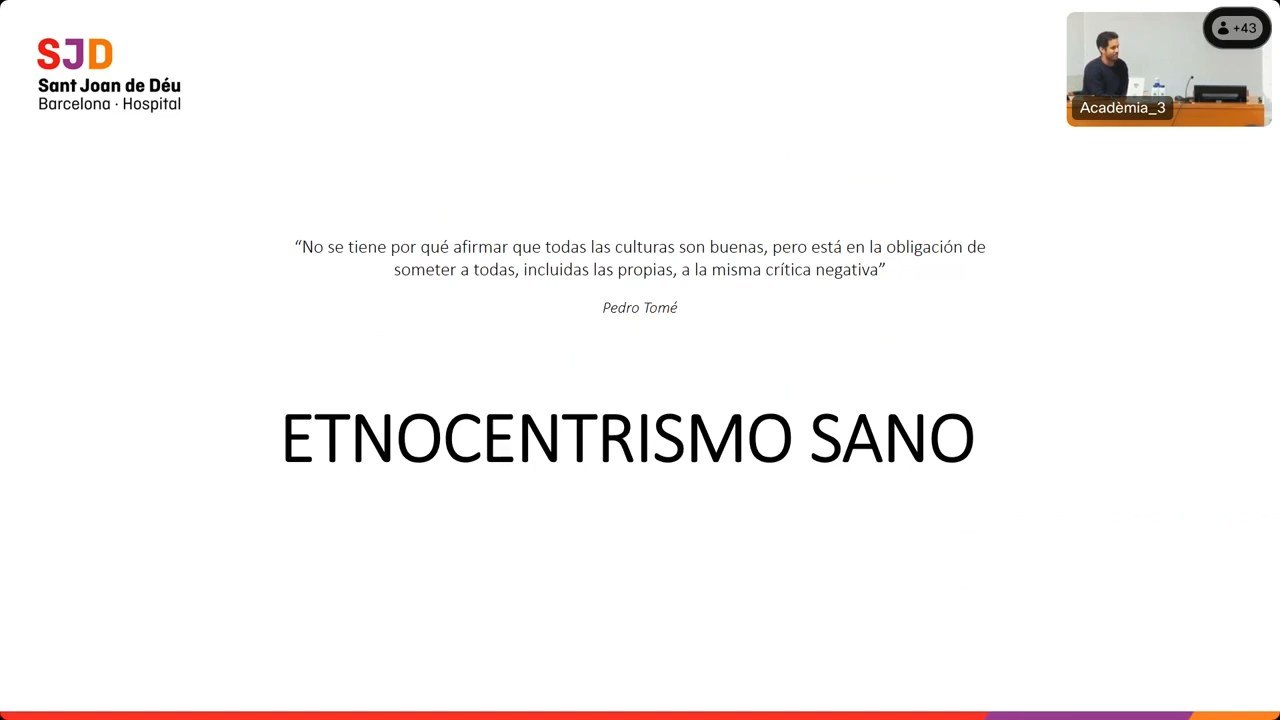 SJD
Sant Joan de Déu
Barcelona · Hospital
+43
Acadèmia_3
“No se tiene por qué afirmar que todas las culturas son buenas, pero está en la obligación de
someter a todas, incluidas las propias, a la misma crítica negativa”
Pedro Tomé
ETNOCENTRISMO SANO